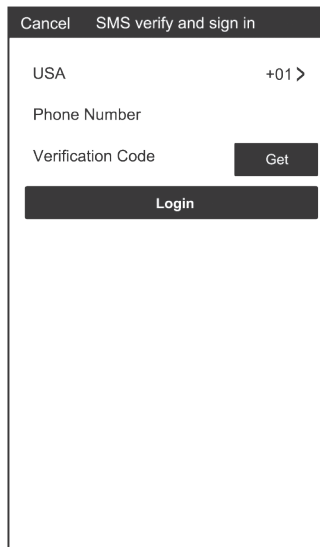 Cancel SMS verify and sign in
USA +01 >
Phone Number
Verification Code Get
Login